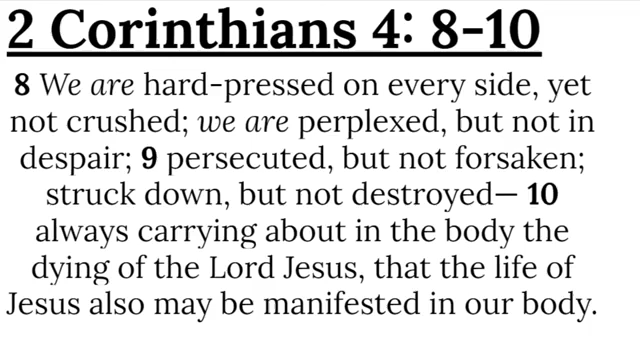 2 Corinthians 4: 8-10
8 We are hard-pressed on every side, yet
not crushed; we are perplexed, but not in
despair; 9 persecuted, but not forsaken;
struck down, but not destroyed— 10
always carrying about in the body the
dying of the Lord Jesus, that the life of
Jesus also may be manifested in our body.